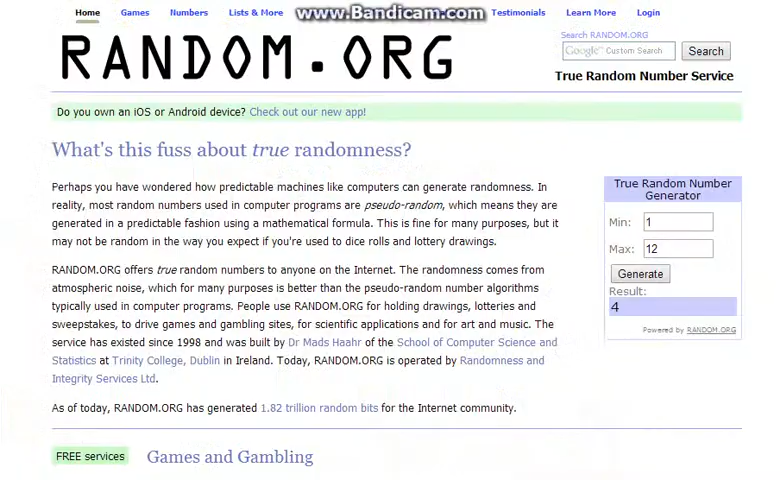 Home Games Numbers Lists & More www.Bandicam.com Testimonials Learn More Login
RANDOM.ORG
Search RANDOM.ORG
Google™ Custom Search Search
True Random Number Service
Do you own an iOS or Android device? Check out our new app!
What's this fuss about true randomness?
Perhaps you have wondered how predictable machines like computers can generate randomness. In
reality, most random numbers used in computer programs are pseudo-random, which means they are
generated in a predictable fashion using a mathematical formula. This is fine for many purposes, but it
may not be random in the way you expect if you're used to dice rolls and lottery drawings.
RANDOM.ORG offers true random numbers to anyone on the Internet. The randomness comes from
atmospheric noise, which for many purposes is better than the pseudo-random number algorithms
typically used in computer programs. People use RANDOM.ORG for holding drawings, lotteries and
sweepstakes, to drive games and gambling sites, for scientific applications and for art and music. The
service has existed since 1998 and was built by Dr Mads Haahr of the School of Computer Science and
Statistics at Trinity College, Dublin in Ireland. Today, RANDOM.ORG is operated by Randomness and
Integrity Services Ltd.
As of today, RANDOM.ORG has generated 1.82 trillion random bits for the Internet community.
True Random Number
Generator
Min: 1
Max: 12
Generate
Result:
4
Powered by RANDOM.ORG
FREE services Games and Gambling